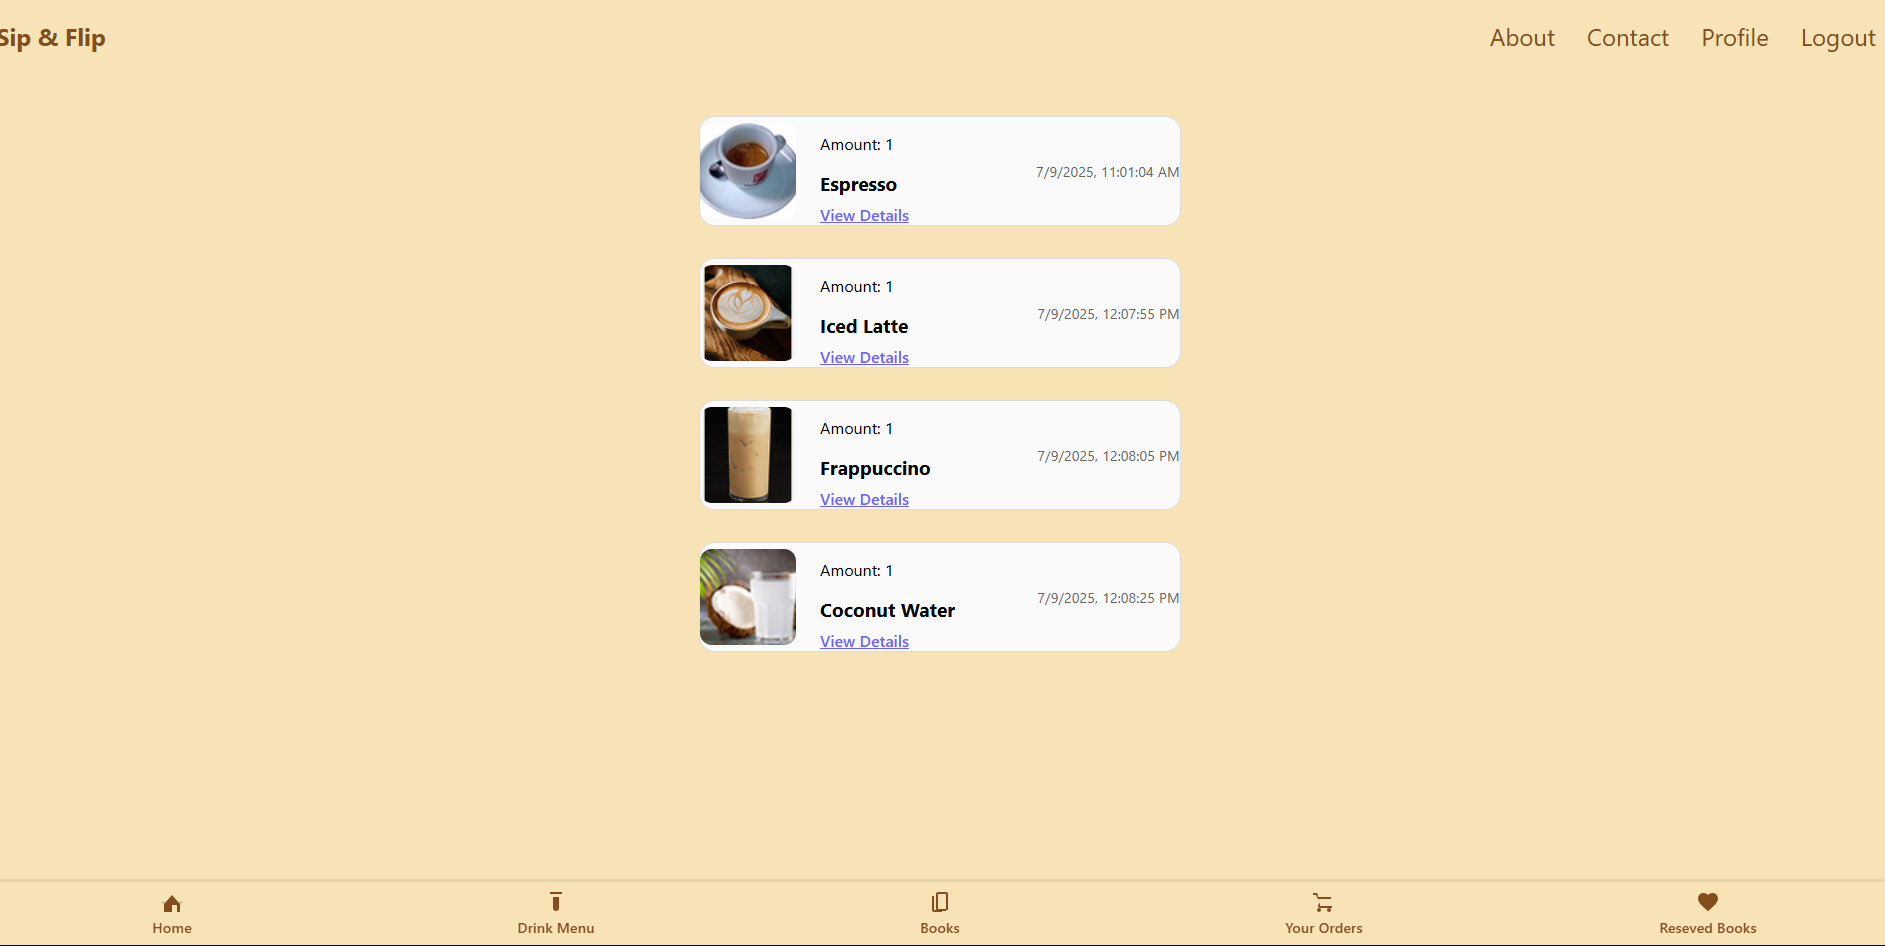 Sip & Flip
About Contact Profile Logout
Amount: 1
Espresso
View Details
7/9/2025, 11:01:04 AM
Amount: 1
Iced Latte
View Details
7/9/2025, 12:07:55 PM
Amount: 1
Frappuccino
View Details
7/9/2025, 12:08:05 PM
Amount: 1
Coconut Water
View Details
7/9/2025, 12:08:25 PM
Home Drink Menu Books Your Orders Reseved Books